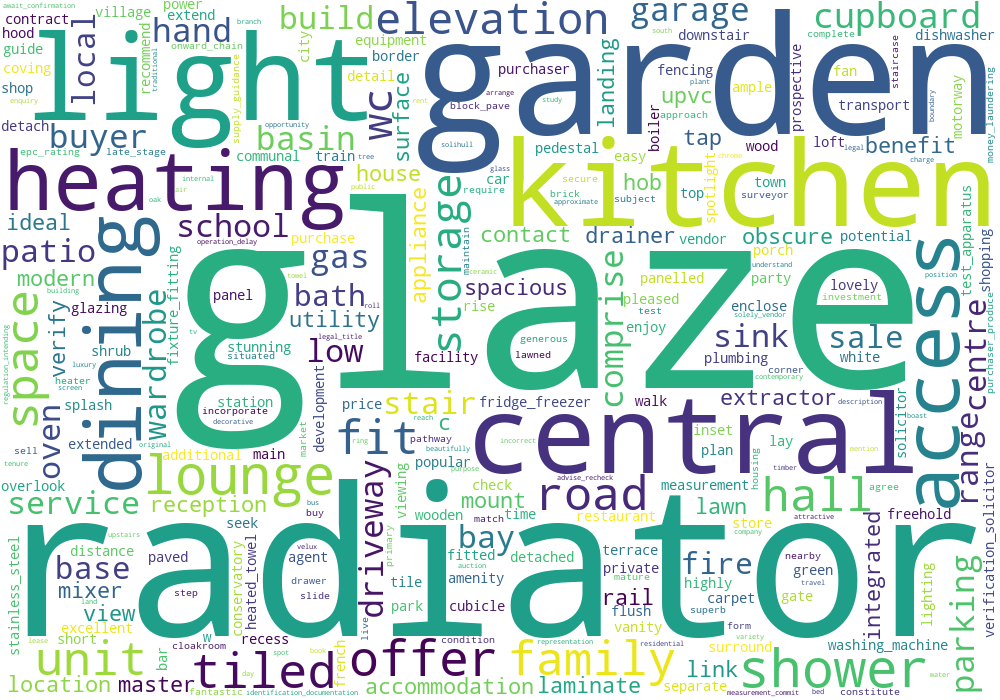 await_confirmation
village
power
contract
extend
branch
hood
onward_chain
guide
coving
shop
enquiry
recommend
traditional
light
local
hand
build
city
equipment
border
detail
elevation
purchaser
block_pave
arrange
rent
garage
downstair
south
fencing
ample
fan
cupboard
complete
dishwasher
staircase
prospective
transport
motorway
detach
buyer
supply_guidance
opportunity
basin
surface
wc
landing
garden
solihull
study
plant
upvc
approach
tap
boiler
wood
loft
legal
benefit
boundary
money_laundering
epc_rating
late_stage
communal
train
house
pedestal
easy
hob
car
require
glass
brick
approximate
secure
subject
top
spotlight
chrome
town
surveyor
charge
heating
internal
tree
air
public
oak
kitchen
ideal
school
operation_delay
purchase
patio
modern
dining
fixture_fitting
building
glazing
gas
towel
appliance
storage
maintain
ceramic
contact
drainer
vendor
obscure
potential
access
understand
position
shopping
test_apparatus
panel
bath
roll
spacious
rise
comprise
panelled
pleased
test
porch
party
enclose
enjoy
lovely
investment
solely_vendor
space
verify
wardrobe
utility
tv
legal_title
situated
stunning
low
facility
generous
lawned
glaze
sink
plumbing
corner
contemporary
sale
white
centre
purchaser_produce
regulation_intending
shrub
heater
luxury
screen
station
incorporate
decorative
development
price
fridge_freezer
walk
extractor
description
boast
solicitor
range
splash
oven
sell
original
extended
additional
stair
main
market
fit
c
reach
pathway
beautifully
popular
ring
central
incorrect
inset
plan
lay
timber
mention
agree
freehold
tenure
overlook
lounge
service
reception
bus
buy
viewing
check
mount
match
wooden
time
purpose
advise_recheck
restaurant
road
measurement
housing
lawn
store
company
hall
attractive
verification_solicitor
stainless_steel
upstairs
distance
seek
velux
driveway
primary
auction
bay
fitted
detached
terrace
private
fire
nearby
green
travel
integrated
base
paved
agent
conservatory
heated_towel
drawer
step
slide
tile
park
amenity
cubicle
mature
rail
highly
carpet
gate
superb
form
lighting
radiator
mixer
land
view
excellent
lease
short
w
cloakroom
recess
bar
spot
book
live
french
condition
flush
vanity
surround
variety
representation
residential
washing_machine
parking
water
unit
location
master
tiled
fantastic
day
identification_documentation
offer
accommodation
family
laminate
link
separate
shower
measurement_commit
bed
constitute